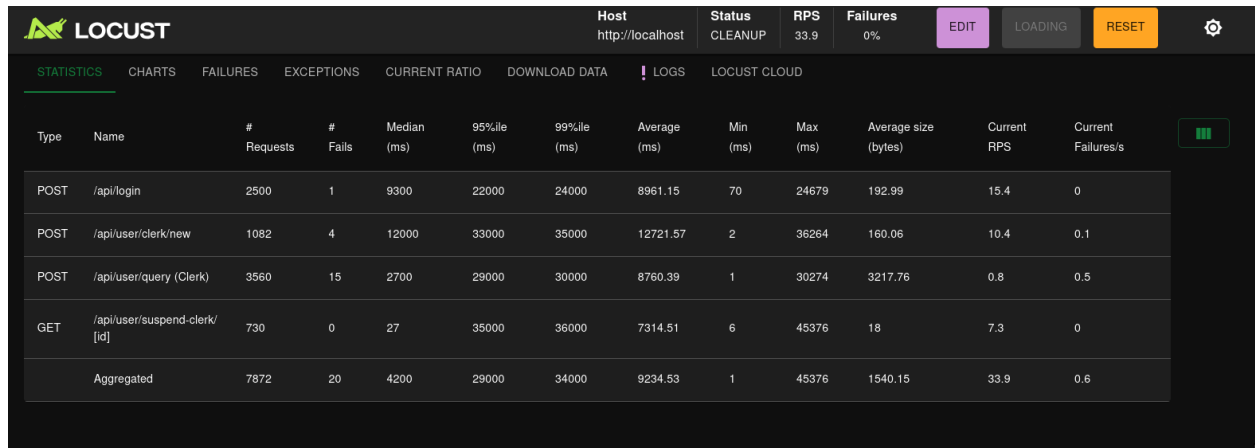 LOCUST
Host Status RPS Failures
http://localhost CLEANUP 33.9 0%
EDIT LOADING RESET
STATISTICS CHARTS FAILURES EXCEPTIONS CURRENT RATIO DOWNLOAD DATA ! LOGS LOCUST CLOUD
Type Name # Requests # Fails Median (ms) 95%ile (ms) 99%ile (ms) Average (ms) Min (ms) Max (ms) Average size (bytes) Current RPS Current Failures/s
POST /api/login 2500 1 9300 22000 24000 8961.15 70 24679 192.99 15.4 0
POST /api/user/clerk/new 1082 4 12000 33000 35000 12721.57 2 36264 160.06 10.4 0.1
POST /api/user/query (Clerk) 3560 15 2700 29000 30000 8760.39 1 30274 3217.76 0.8 0.5
GET /api/user/suspend-clerk/[id] 730 0 27 35000 36000 7314.51 6 45376 18 7.3 0
Aggregated 7872 20 4200 29000 34000 9234.53 1 45376 1540.15 33.9 0.6